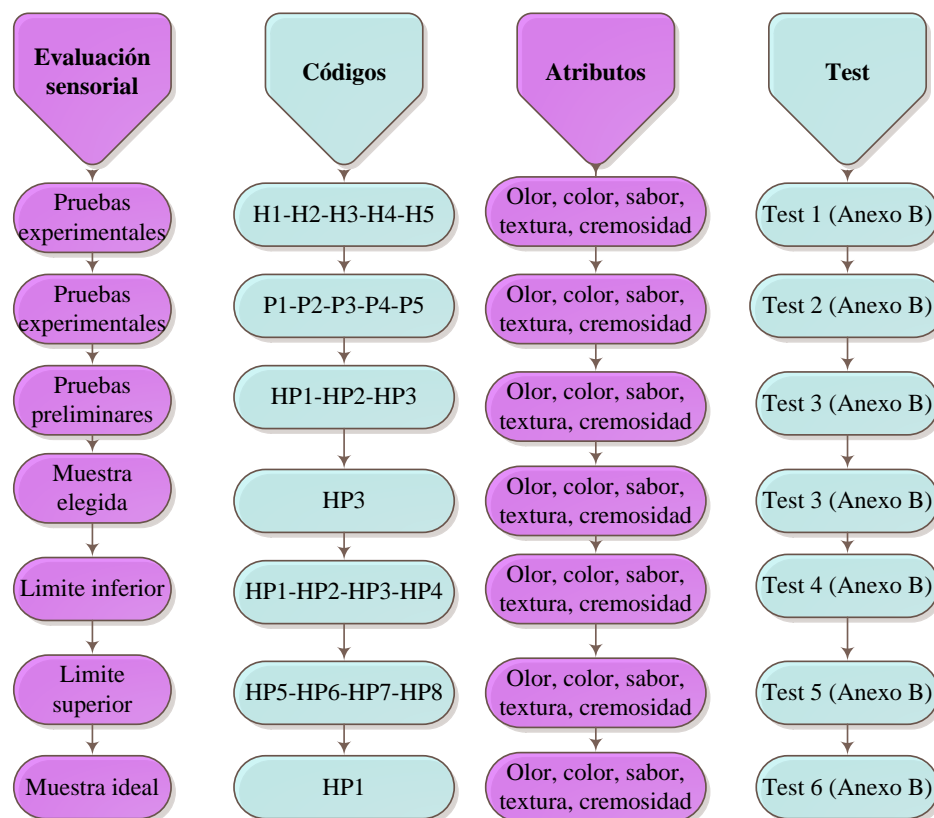 Evaluación
sensorial
Códigos
Atributos
Test
Pruebas
experimentales
H1-H2-H3-H4-H5
Olor, color, sabor,
textura, cremosidad
Test 1 (Anexo B)
Pruebas
experimentales
P1-P2-P3-P4-P5
Olor, color, sabor,
textura, cremosidad
Test 2 (Anexo B)
Pruebas
preliminares
HP1-HP2-HP3
Olor, color, sabor,
textura, cremosidad
Test 3 (Anexo B)
Muestra
elegida
HP3
Olor, color, sabor,
textura, cremosidad
Test 3 (Anexo B)
Limite inferior
HP1-HP2-HP3-HP4
Olor, color, sabor,
textura, cremosidad
Test 4 (Anexo B)
Limite
superior
HP5-HP6-HP7-HP8
Olor, color, sabor,
textura, cremosidad
Test 5 (Anexo B)
Muestra ideal
HP1
Olor, color, sabor,
textura, cremosidad
Test 6 (Anexo B)